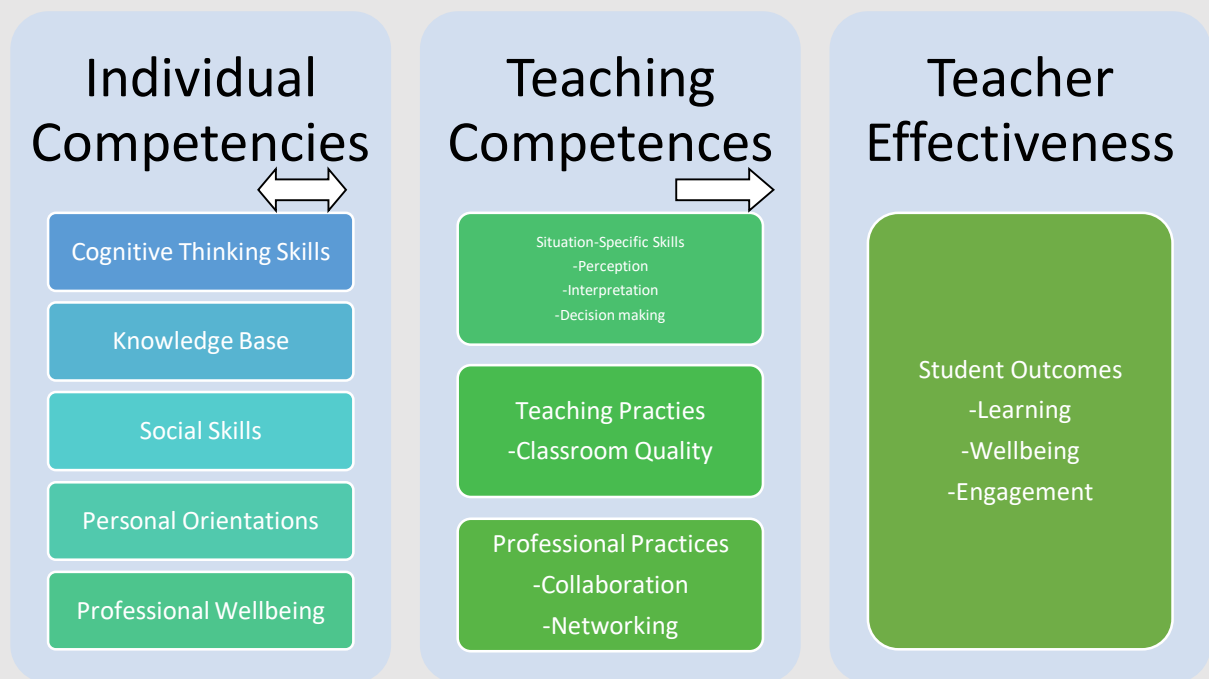 Individual
Competencies
Cognitive Thinking Skills
Knowledge Base
Social Skills
Personal Orientations
Professional Wellbeing
Teaching
Competences
Situation-Specific Skills
-Perception
-Interpretation
-Decision making
Teaching Practies
-Classroom Quality
Professional Practices
-Collaboration
-Networking
Teacher
Effectiveness
Student Outcomes
-Learning
-Wellbeing
-Engagement